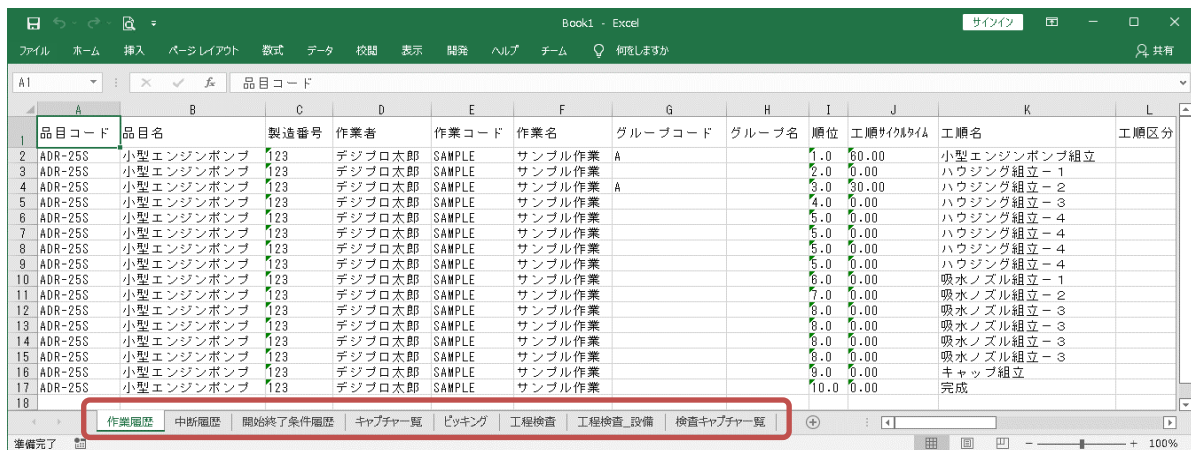 Book1 - Excel サインイン
ファイル ホーム 挿入 ページ レイアウト 数式 データ 校閲 表示 開発 ヘルプ チーム 何をしますか 共有
A1 fx 品目コード
A B C D E F G H I J K L
1 品目コード 品目名 製造番号 作業者 作業コード 作業名 グループコード グループ名 順位 工順サイクルタイム 工順名 工順区分
2 ADR-25S 小型エンジンポンプ 123 デジプロ太郎 SAMPLE サンプル作業 A 1.0 60.00 小型エンジンポンプ組立
3 ADR-25S 小型エンジンポンプ 123 デジプロ太郎 SAMPLE サンプル作業 2.0 0.00 ハウジング組立－１
4 ADR-25S 小型エンジンポンプ 123 デジプロ太郎 SAMPLE サンプル作業 A 3.0 30.00 ハウジング組立－２
5 ADR-25S 小型エンジンポンプ 123 デジプロ太郎 SAMPLE サンプル作業 4.0 0.00 ハウジング組立－３
6 ADR-25S 小型エンジンポンプ 123 デジプロ太郎 SAMPLE サンプル作業 5.0 0.00 ハウジング組立－４
7 ADR-25S 小型エンジンポンプ 123 デジプロ太郎 SAMPLE サンプル作業 5.0 0.00 ハウジング組立－４
8 ADR-25S 小型エンジンポンプ 123 デジプロ太郎 SAMPLE サンプル作業 5.0 0.00 ハウジング組立－４
9 ADR-25S 小型エンジンポンプ 123 デジプロ太郎 SAMPLE サンプル作業 5.0 0.00 ハウジング組立－４
10 ADR-25S 小型エンジンポンプ 123 デジプロ太郎 SAMPLE サンプル作業 6.0 0.00 吸水ノズル組立－１
11 ADR-25S 小型エンジンポンプ 123 デジプロ太郎 SAMPLE サンプル作業 7.0 0.00 吸水ノズル組立－２
12 ADR-25S 小型エンジンポンプ 123 デジプロ太郎 SAMPLE サンプル作業 8.0 0.00 吸水ノズル組立－３
13 ADR-25S 小型エンジンポンプ 123 デジプロ太郎 SAMPLE サンプル作業 8.0 0.00 吸水ノズル組立－３
14 ADR-25S 小型エンジンポンプ 123 デジプロ太郎 SAMPLE サンプル作業 8.0 0.00 吸水ノズル組立－３
15 ADR-25S 小型エンジンポンプ 123 デジプロ太郎 SAMPLE サンプル作業 8.0 0.00 吸水ノズル組立－３
16 ADR-25S 小型エンジンポンプ 123 デジプロ太郎 SAMPLE サンプル作業 9.0 0.00 キャップ組立
17 ADR-25S 小型エンジンポンプ 123 デジプロ太郎 SAMPLE サンプル作業 10.0 0.00 完成
18
作業履歴 中断履歴 開始終了条件履歴 キャプチャー一覧 ピッキング 工程検査 工程検査_設備 検査キャプチャー一覧
準備完了 100%